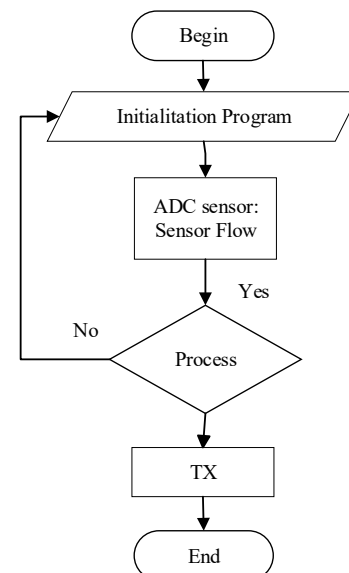 Begin
Initialitation Program
ADC sensor:
Sensor Flow
Yes
No
Process
TX
End